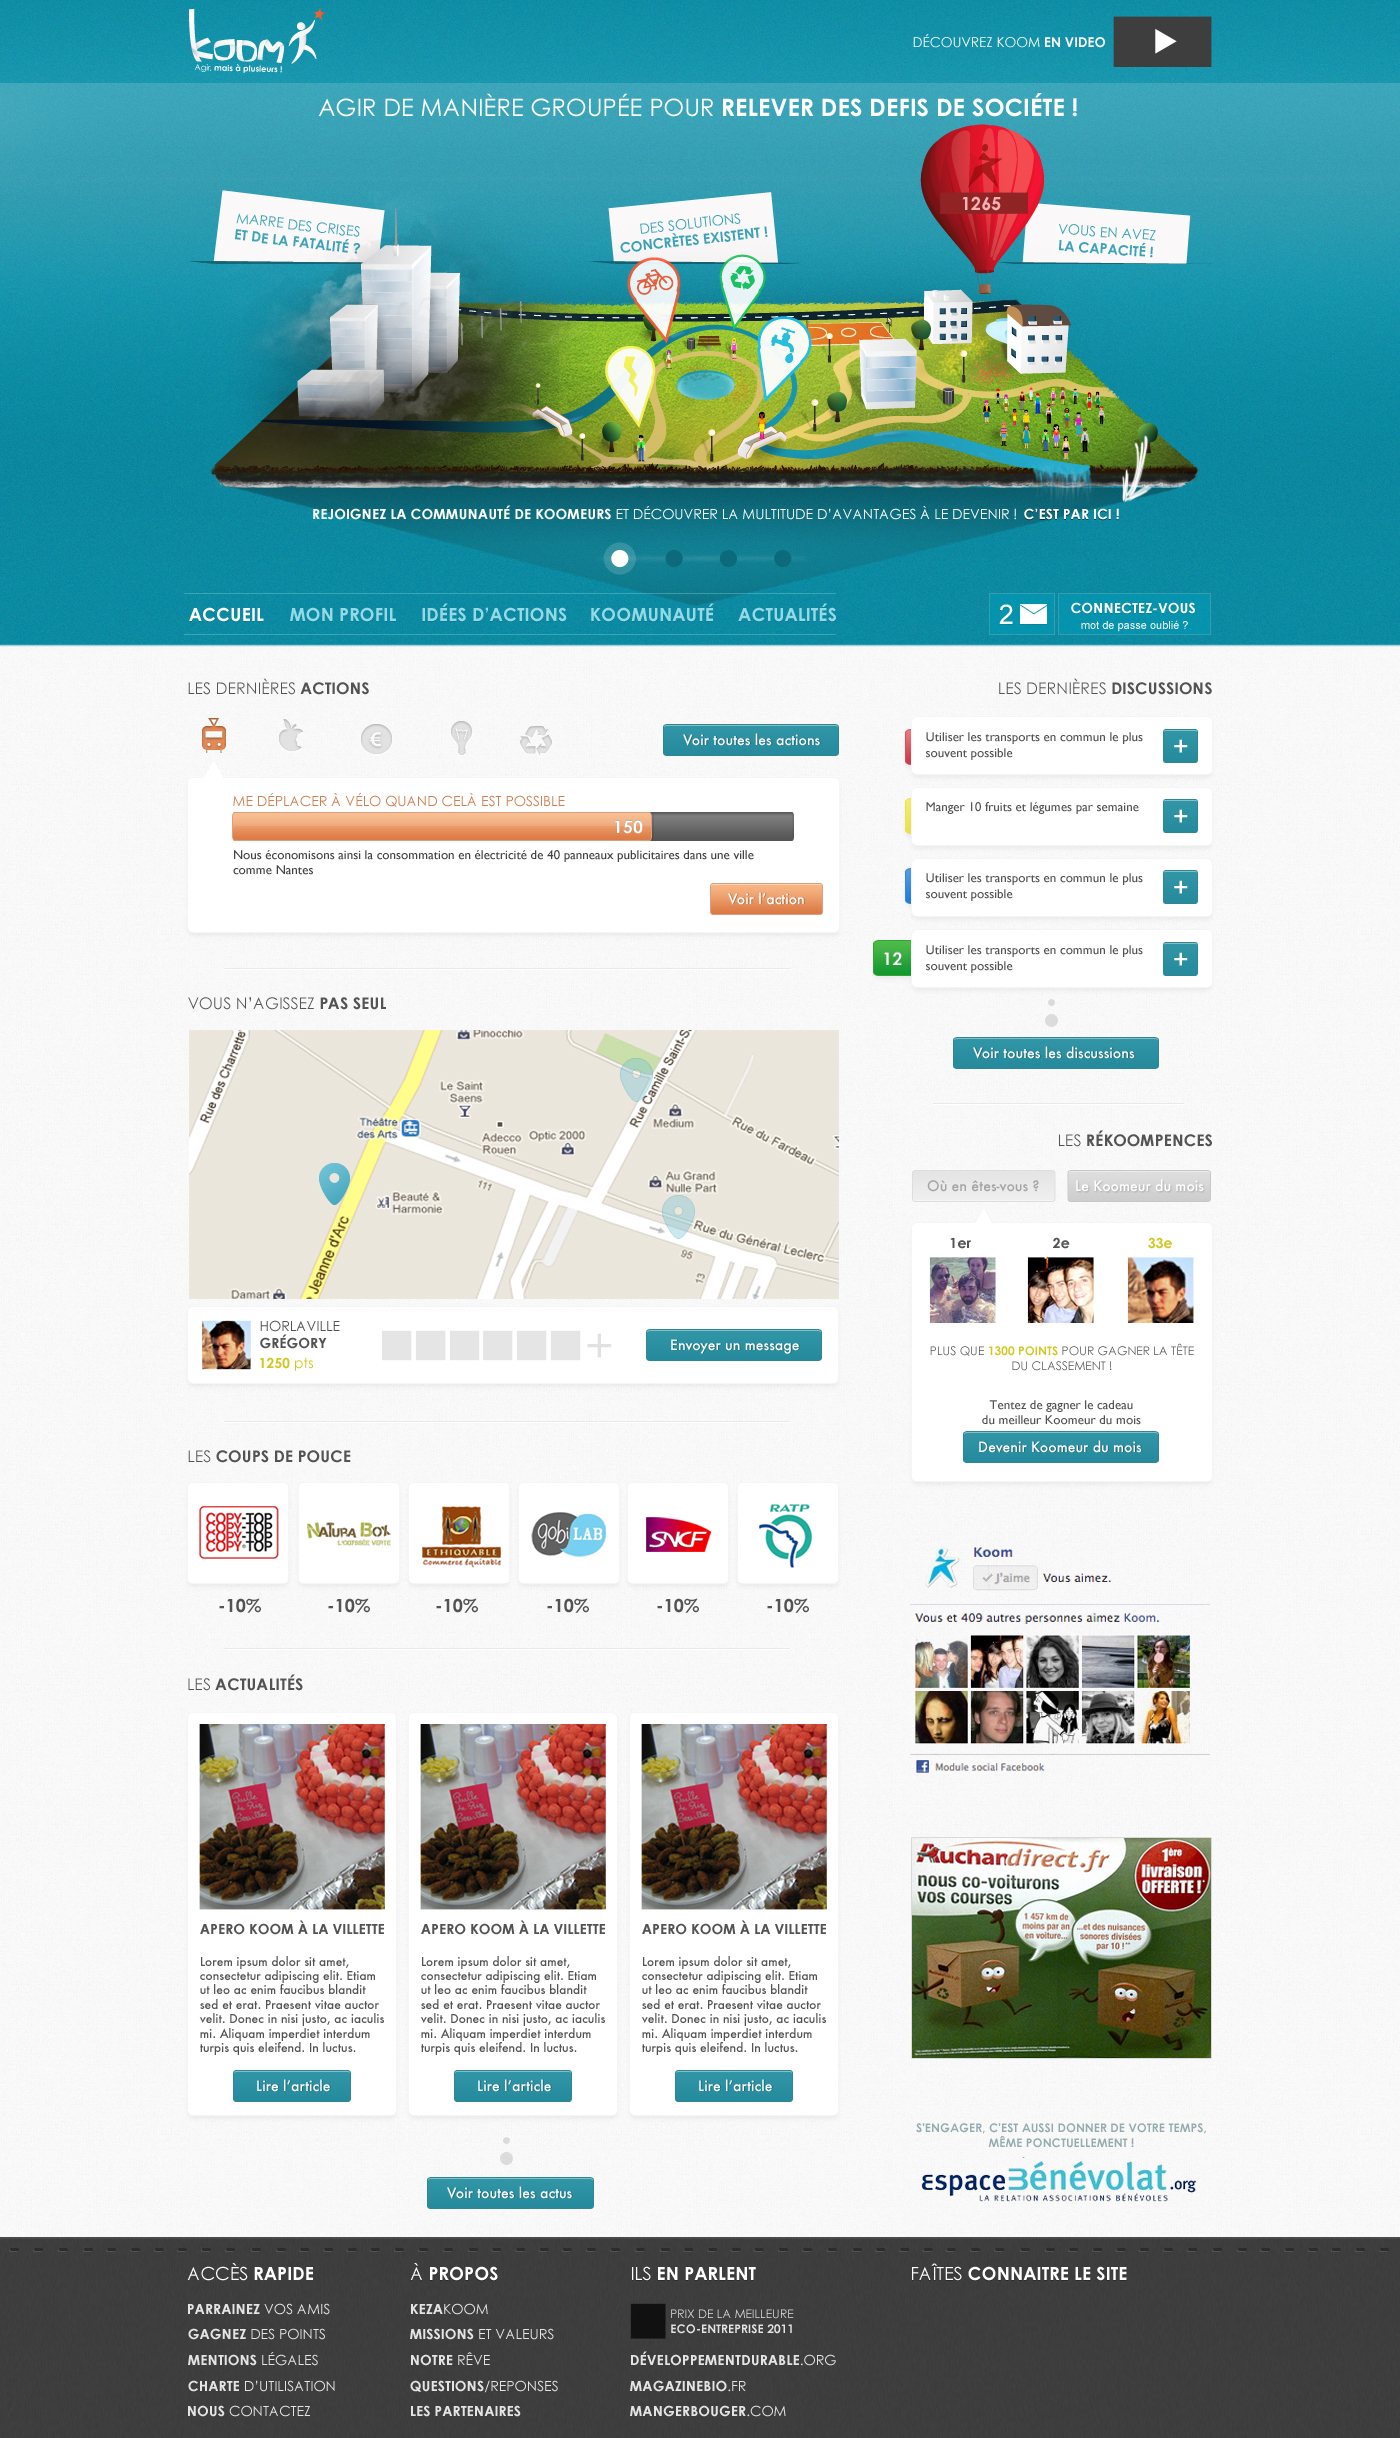 Koom
Agir, mais à plusieurs !
DÉCOUVREZ KOOM EN VIDEO
AGIR DE MANIÈRE GROUPÉE POUR RELEVER DES DEFIS DE SOCIÉTE !
MARRE DES CRISES
ET DE LA FATALITÉ ?
DES SOLUTIONS
CONCRÈTES EXISTENT !
1265
VOUS EN AVEZ
LA CAPACITÉ !
REJOIGNEZ LA COMMUNAUTÉ DE KOOMEURS ET DÉCOUVRER LA MULTITUDE D'AVANTAGES À LE DEVENIR ! C'EST PAR ICI !
ACCUEIL MON PROFIL IDÉES D'ACTIONS KOOMUNAUTÉ ACTUALITÉS
2
CONNECTEZ-VOUS
mot de passe oublié ?
LES DERNIÈRES ACTIONS
Voir toutes les actions
ME DÉPLACER À VÉLO QUAND CELÀ EST POSSIBLE
150
Nous économisons ainsi la consommation en électricité de 40 panneaux publicitaires dans une ville
comme Nantes
Voir l'action
LES DERNIÈRES DISCUSSIONS
Utiliser les transports en commun le plus
souvent possible
+
Manger 10 fruits et légumes par semaine
+
Utiliser les transports en commun le plus
souvent possible
+
12
Utiliser les transports en commun le plus
souvent possible
+
Voir toutes les discussions
VOUS N'AGISSEZ PAS SEUL
Rue des Charrette
Pinocchio
Rue Camille Saint-S
Le Saint
Saens
Théâtre
des Arts
Adecco
Rouen
Optic 2000
Medium
Rue du Fardeau
Au Grand
Nulle Part
111
Beauté &
Harmonie
Jeanne d'Arc
Rue du Général Leclerc
95
13
Damart
HORLAVILLE
GRÉGORY
1250 pts
+
Envoyer un message
LES RÉKOOMPENCES
Où en êtes-vous ?
Le Koomeur du mois
1er 2e 33e
PLUS QUE 1300 POINTS POUR GAGNER LA TÊTE
DU CLASSEMENT !
Tentez de gagner le cadeau
du meilleur Koomeur du mois
Devenir Koomeur du mois
LES COUPS DE POUCE
COPY-TOP
COPY-TOP
COPY-TOP
NATURA BOX
L'ODYSSÉE VERTE
ETHIQUABLE
Commerce équitable
gobi LAB
SNCF
RATP
-10% -10% -10% -10% -10% -10%
Koom
J'aime
Vous aimez.
Vous et 409 autres personnes aimez Koom.
Module social Facebook
LES ACTUALITÉS
APERO KOOM À LA VILLETTE
Lorem ipsum dolor sit amet,
consectetur adipiscing elit. Etiam
ut leo ac enim faucibus blandit
sed et erat. Praesent vitae auctor
velit. Donec in nisi justo, ac iaculis
mi. Aliquam imperdiet interdum
turpis quis eleifend. In luctus.
Lire l'article
APERO KOOM À LA VILLETTE
Lorem ipsum dolor sit amet,
consectetur adipiscing elit. Etiam
ut leo ac enim faucibus blandit
sed et erat. Praesent vitae auctor
velit. Donec in nisi justo, ac iaculis
mi. Aliquam imperdiet interdum
turpis quis eleifend. In luctus.
Lire l'article
APERO KOOM À LA VILLETTE
Lorem ipsum dolor sit amet,
consectetur adipiscing elit. Etiam
ut leo ac enim faucibus blandit
sed et erat. Praesent vitae auctor
velit. Donec in nisi justo, ac iaculis
mi. Aliquam imperdiet interdum
turpis quis eleifend. In luctus.
Lire l'article
Voir toutes les actus
Auchandirect.fr
nous co-voiturons
vos courses
1ère
livraison
OFFERTE !*
1 457 km de
moins par an
en voiture...
...et des nuisances
sonores divisées
par 10 !**
S'ENGAGER, C'EST AUSSI DONNER DE VOTRE TEMPS,
MÊME PONCTUELLEMENT !
espaceBénévolat.org
LA RELATION ASSOCIATIONS BÉNÉVOLES
ACCÈS RAPIDE
PARRAINEZ VOS AMIS
GAGNEZ DES POINTS
MENTIONS LÉGALES
CHARTE D'UTILISATION
NOUS CONTACTEZ
À PROPOS
KEZAKOOM
MISSIONS ET VALEURS
NOTRE RÊVE
QUESTIONS/REPONSES
LES PARTENAIRES
ILS EN PARLENT
PRIX DE LA MEILLEURE
ECO-ENTREPRISE 2011
DÉVELOPPEMENTDURABLE.ORG
MAGAZINEBIO.FR
MANGERBOUGER.COM
FAÎTES CONNAITRE LE SITE